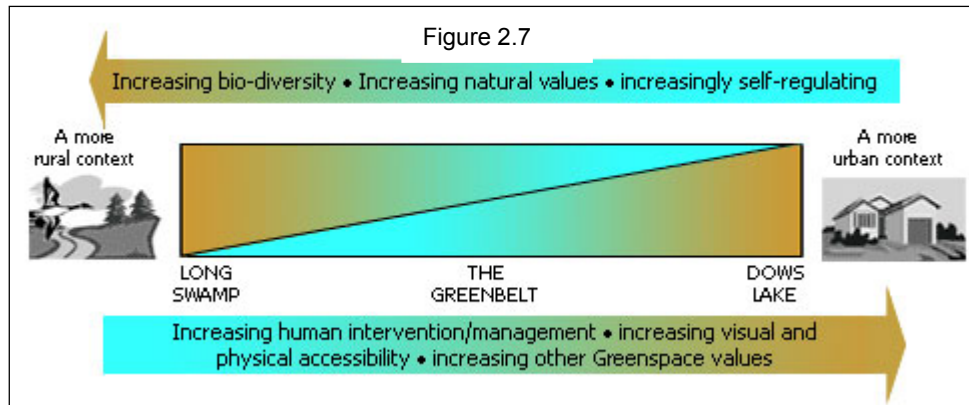 Figure 2.7
Increasing bio-diversity • Increasing natural values • increasingly self-regulating
A more
rural context
A more
urban context
LONG
SWAMP
THE
GREENBELT
DOWS
LAKE
Increasing human intervention/management • increasing visual and
physical accessibility • increasing other Greenspace values